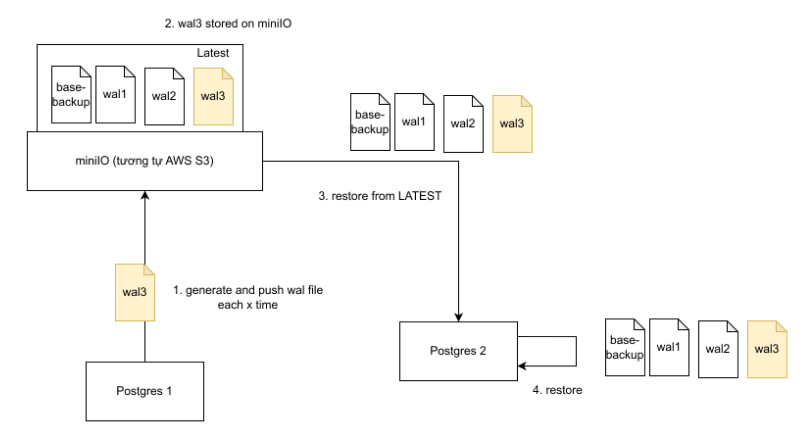 2. wal3 stored on miniIO
Latest
base-
backup
wal1
wal2
wal3
miniIO (tương tự AWS S3)
base-
backup
wal1
wal2
wal3
3. restore from LATEST
wal3
1. generate and push wal file
each x time
Postgres 1
Postgres 2
base-
backup
wal1
wal2
wal3
4. restore